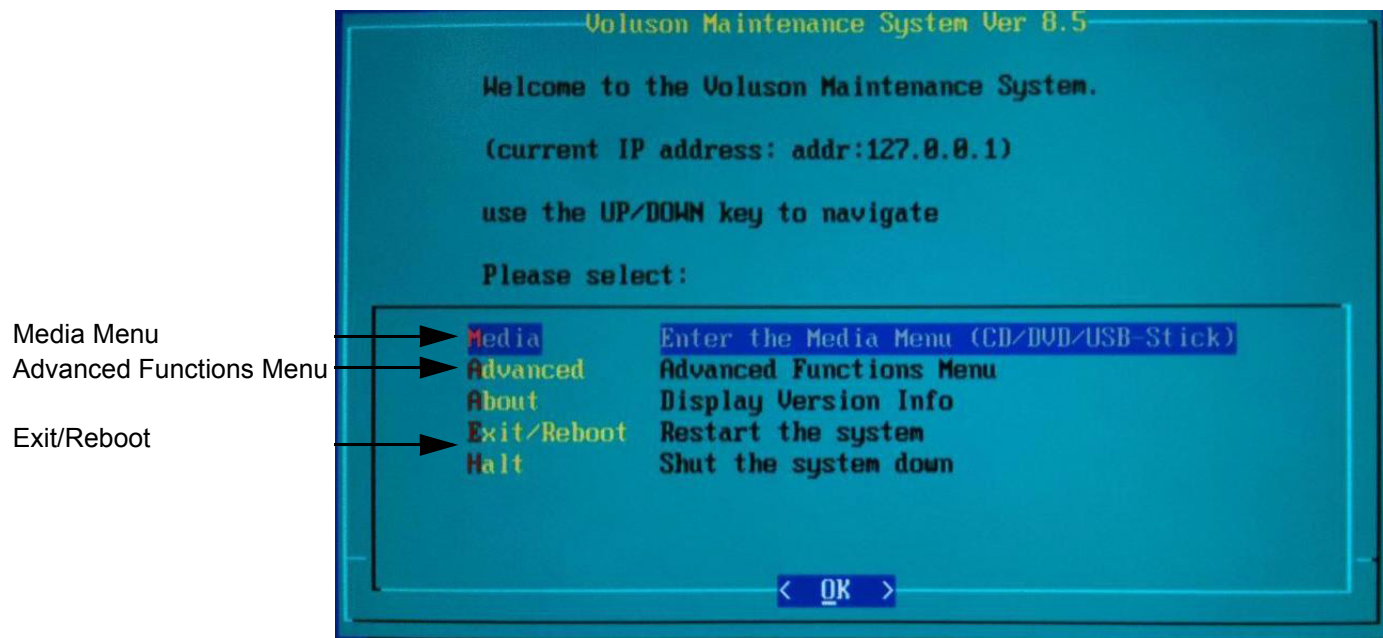 Voluson Maintenance System Ver 8.5
Welcome to the Voluson Maintenance System.
(current IP address: addr:127.0.0.1)
use the UP/DOWN key to navigate
Please select:
Media Menu
Media Enter the Media Menu (CD/DVD/USB-Stick)
Advanced Functions Menu
Advanced Advanced Functions Menu
About Display Version Info
Exit/Reboot
Exit/Reboot Restart the system
Halt Shut the system down
< OK >